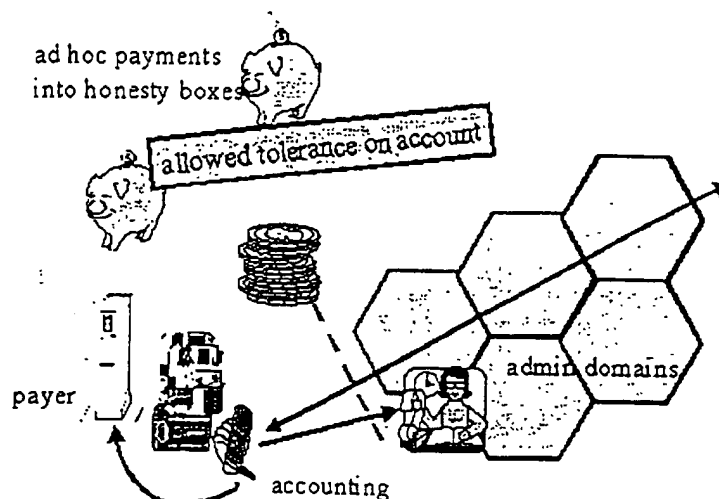 ad hoc payments
into honesty boxes
allowed tolerance on account
admin domains
payer
accounting